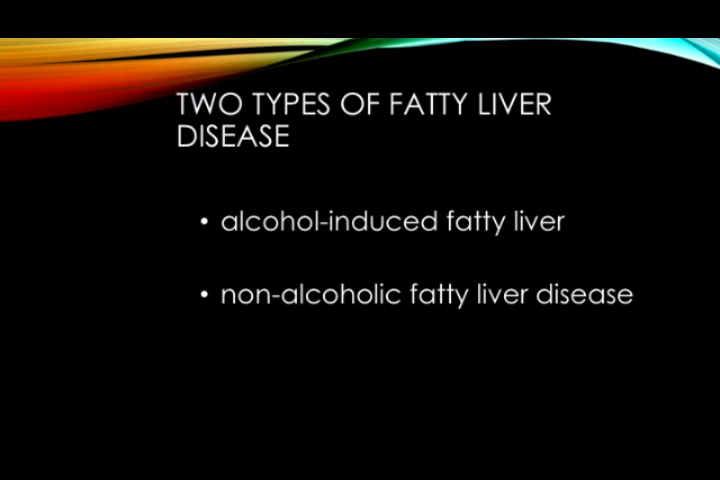 TWO TYPES OF FATTY LIVER
DISEASE
• alcohol-induced fatty liver
• non-alcoholic fatty liver disease